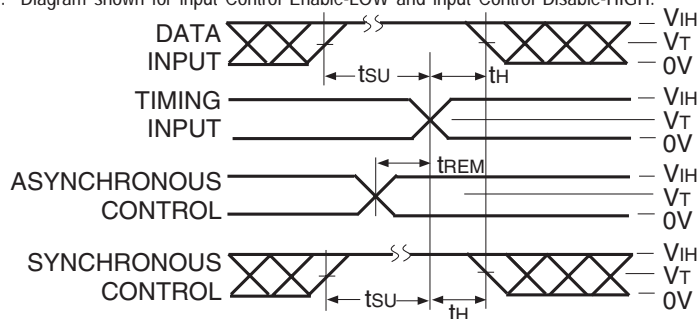 Diagram shown for Input Control Enable-LOW and Input Control Disable-HIGH.
DATA INPUT
VIH
VT
0V
tSU
tH
TIMING INPUT
VIH
VT
0V
tREM
ASYNCHRONOUS CONTROL
VIH
VT
0V
SYNCHRONOUS CONTROL
VIH
VT
0V
tSU
tH